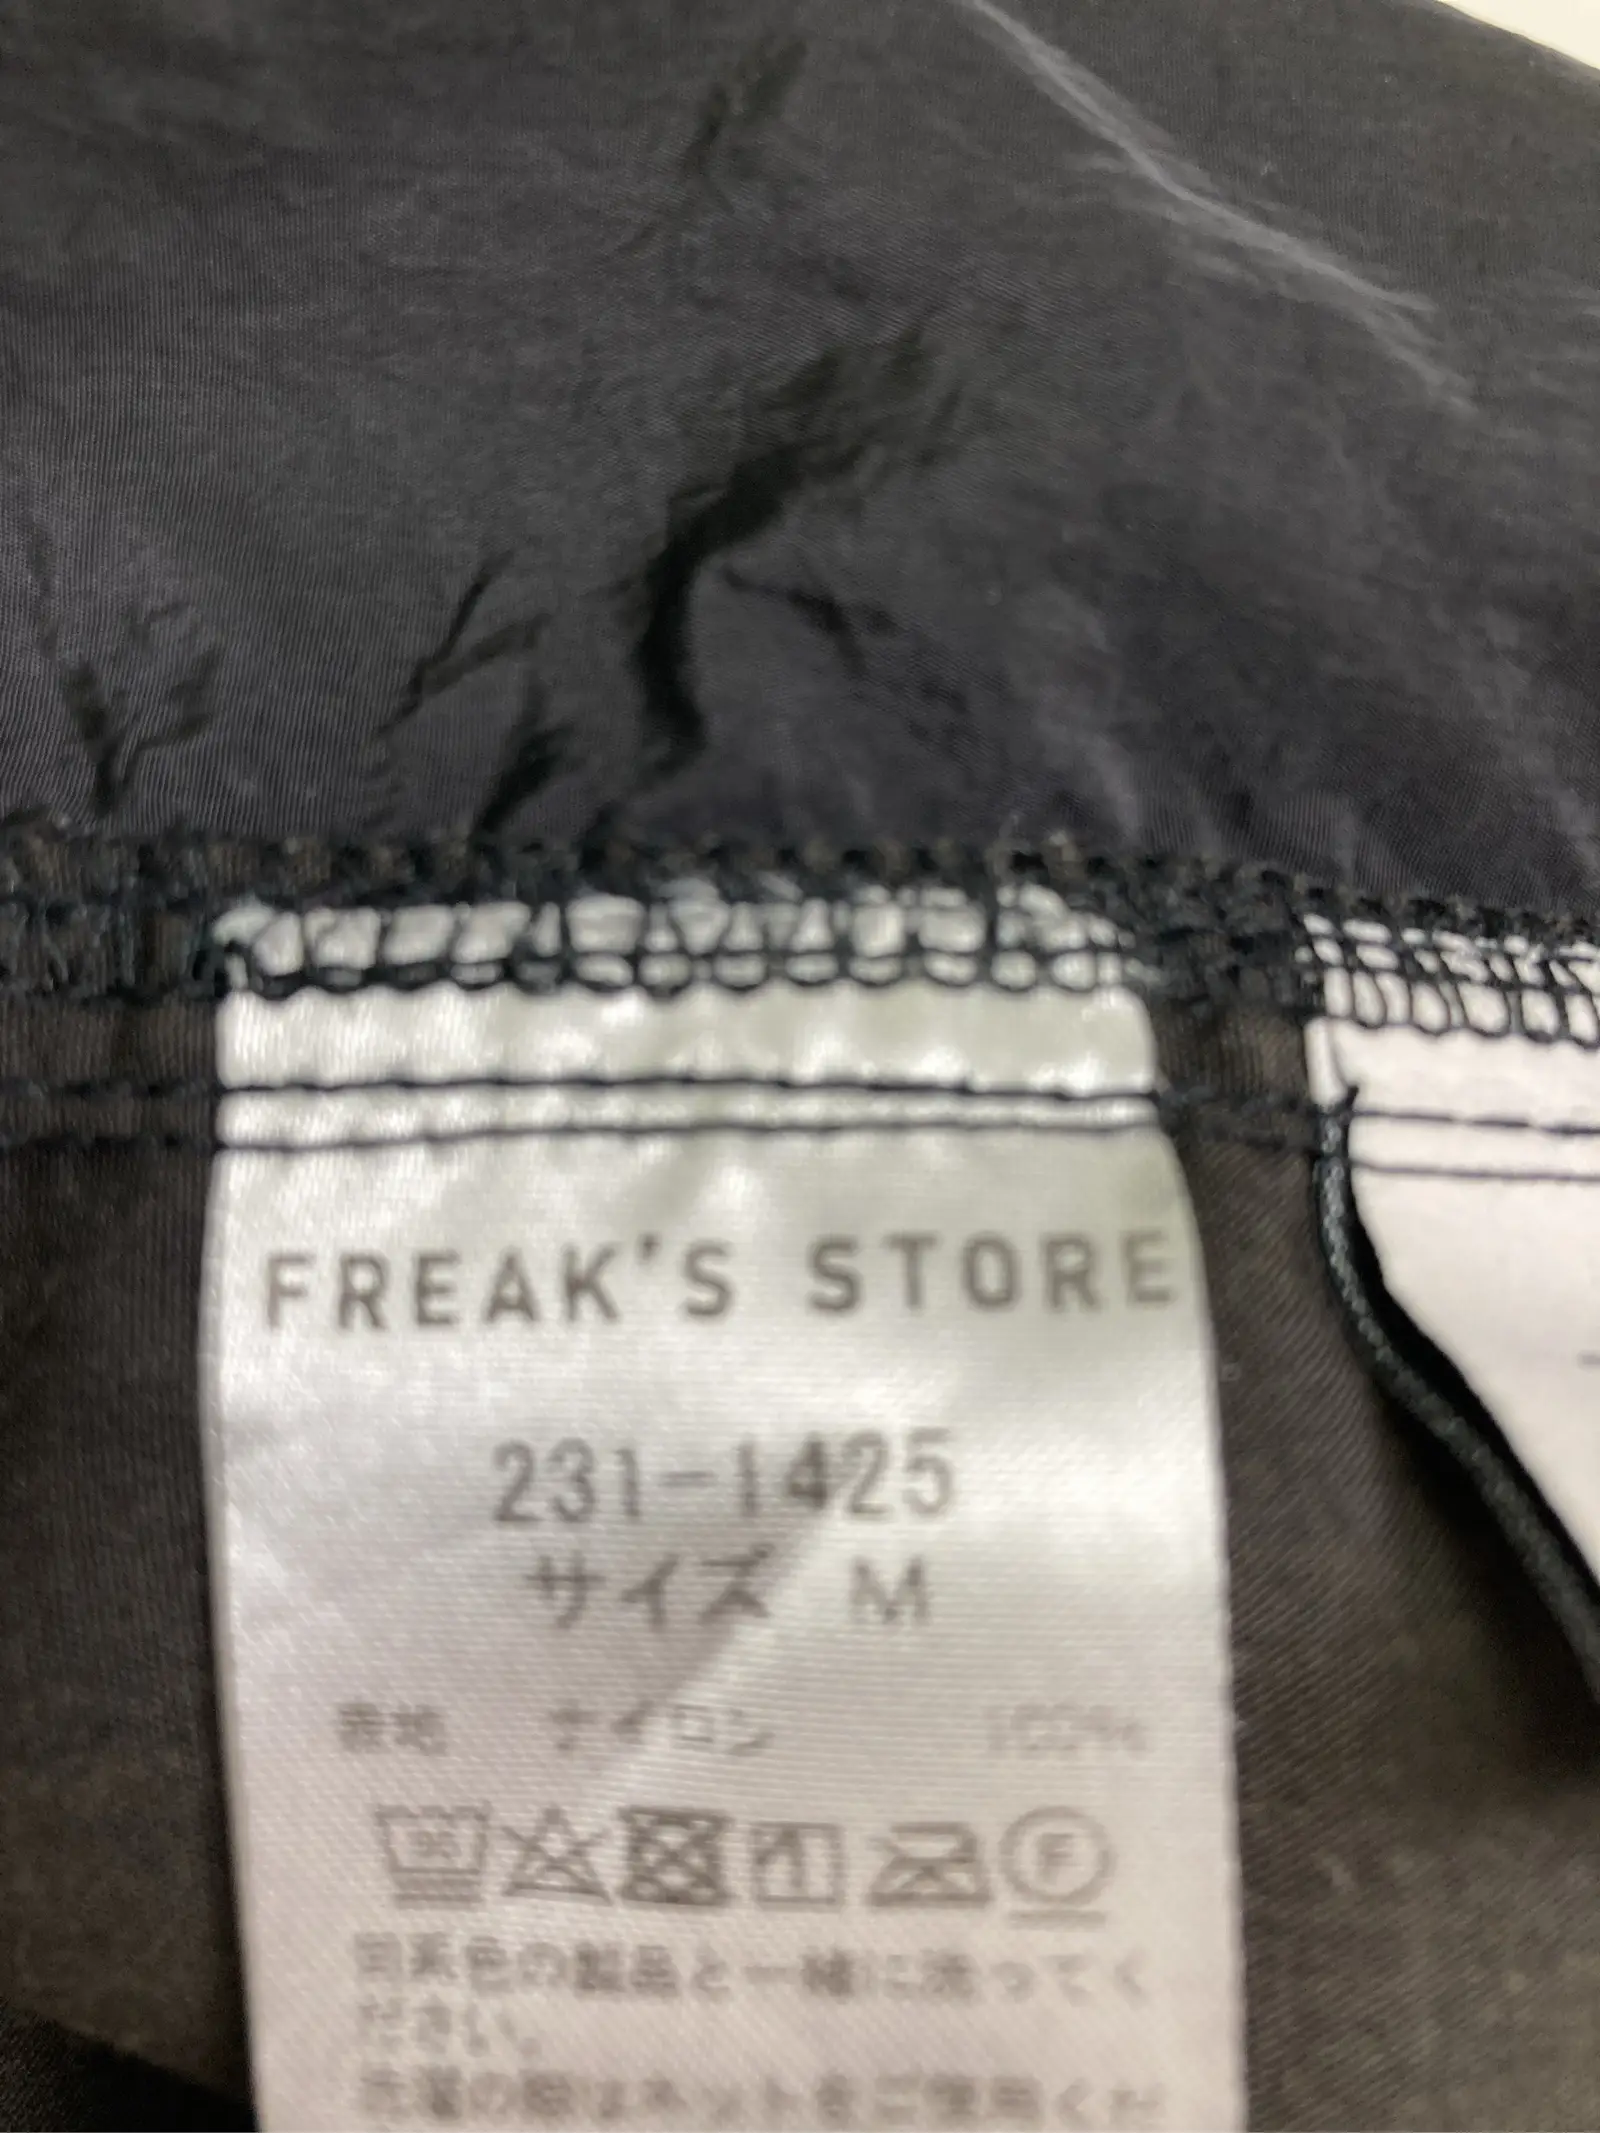 FREAK'S STORE
231-1425
サイズ M
表地 ナイロン 100%
F
同系色の製品と一緒に洗ってく
ださい。
洗濯の際はネットをご使用くだ